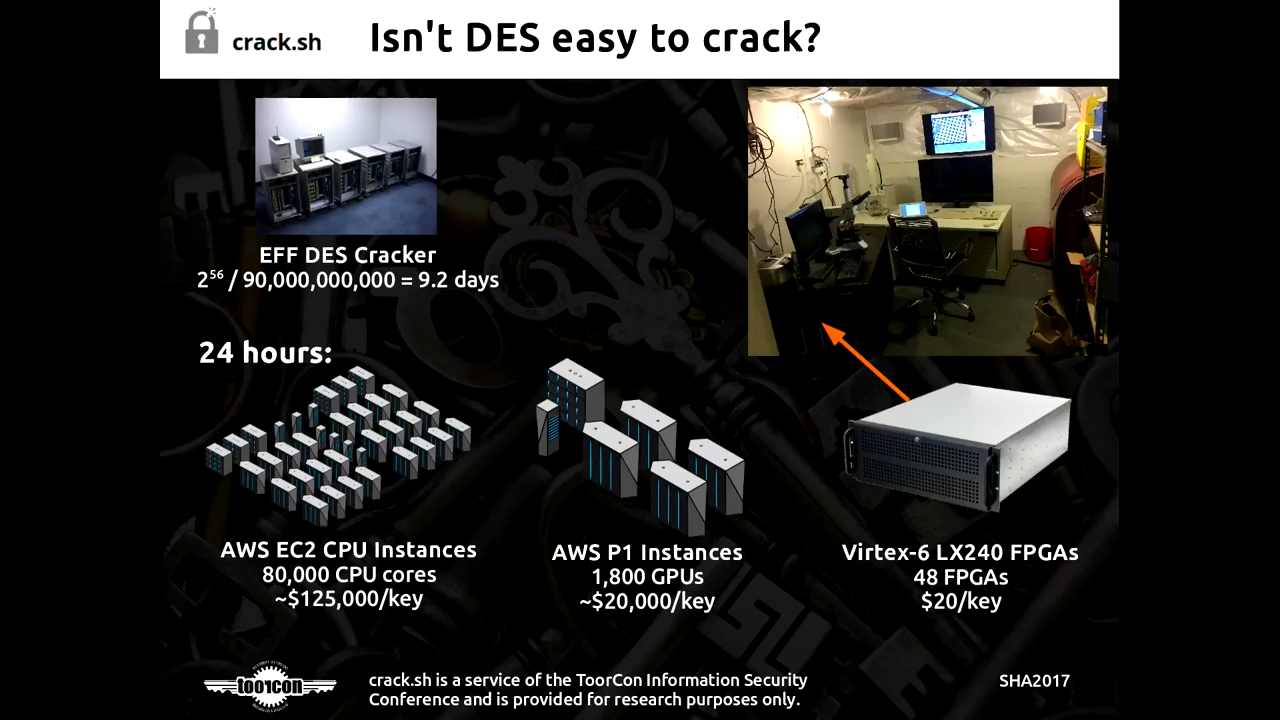 crack.sh
Isn't DES easy to crack?
EFF DES Cracker
2⁵⁶ / 90,000,000,000 = 9.2 days
24 hours:
AWS EC2 CPU Instances
80,000 CPU cores
~$125,000/key
AWS P1 Instances
1,800 GPUs
~$20,000/key
Virtex-6 LX240 FPGAs
48 FPGAs
$20/key
toorcon
crack.sh is a service of the ToorCon Information Security
Conference and is provided for research purposes only.
SHA2017